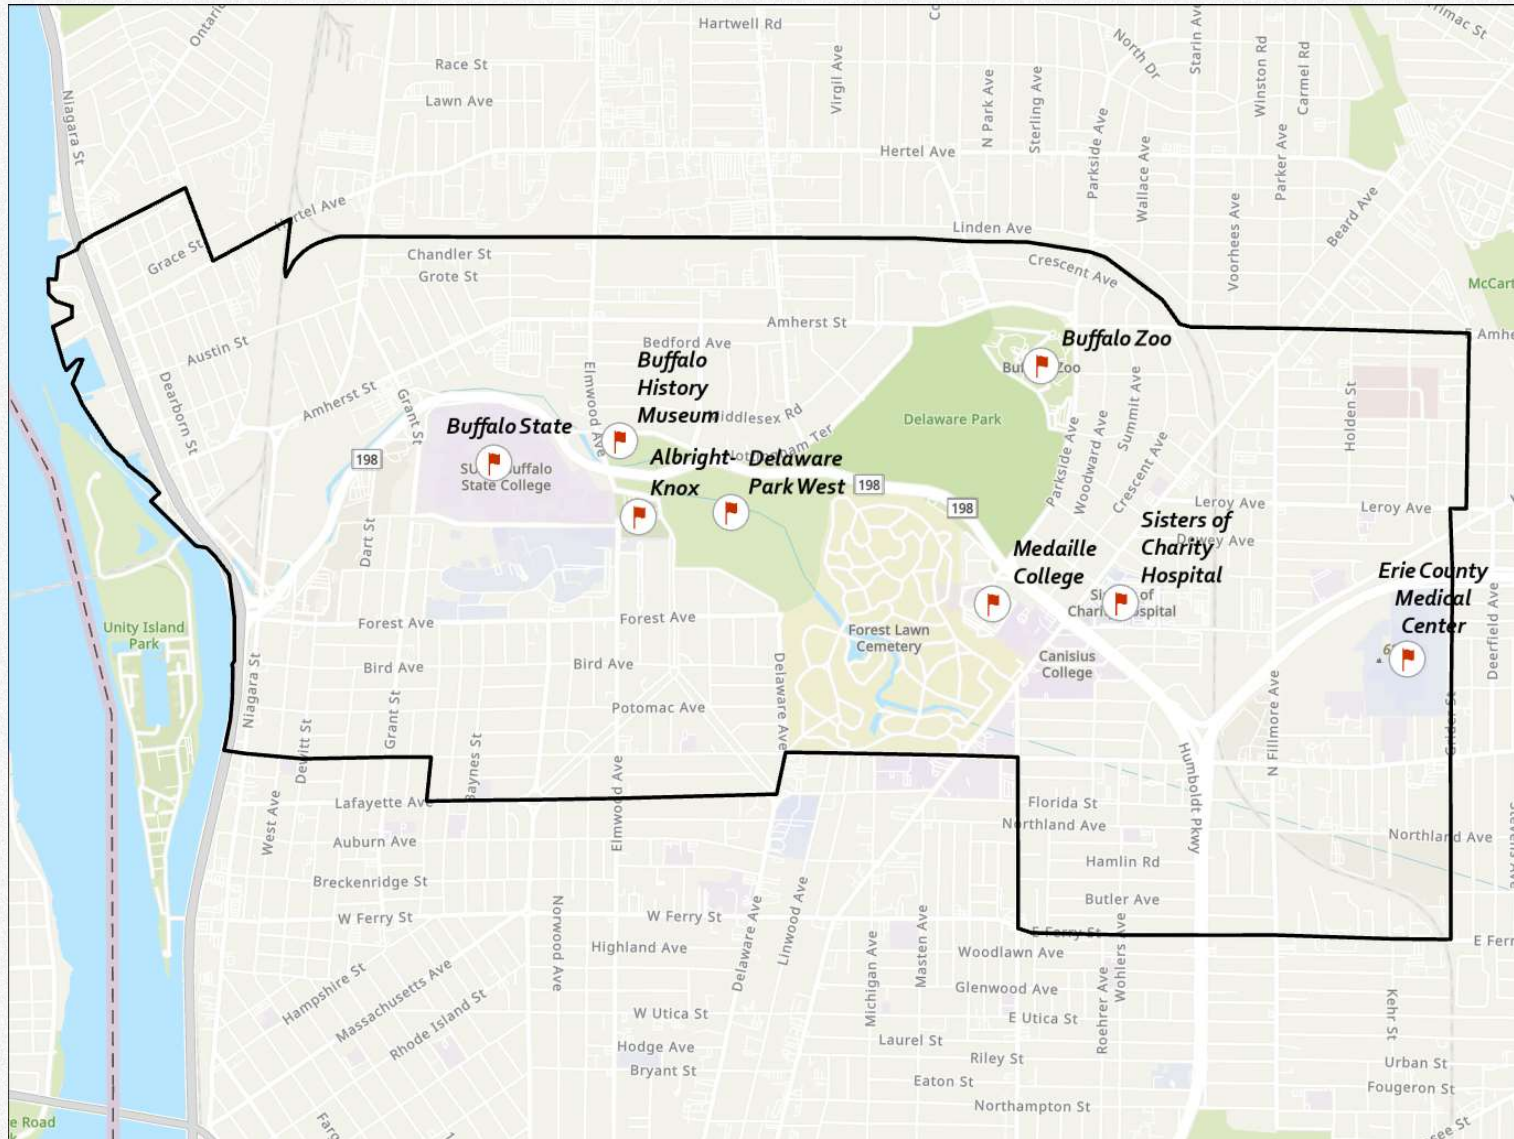 Hartwell Rd
Race St
Lawn Ave
Virgil Ave
N Park Ave
Sterling Ave
North Dr
Starin Ave
Winston Rd
Carmel Rd
Niagara St
Hertel Ave
Parkside Ave
Wallace Ave
Parker Ave
Voorhees Ave
Beard Ave
Linden Ave
Crescent Ave
Grace St
Chandler St
Grote St
Amherst St
Austin St
Bedford Ave
Buffalo
History
Museum
Buffalo Zoo
Elmwood Ave
Middlesex Rd
Dearborn St
Amherst St
Grant St
Buffalo State
State College
198
Albright-
Knox
Delaware
Park West
198
198
Delaware Park
Parkside Ave
Woodward Ave
Summit Ave
Crescent Ave
Holden St
Leroy Ave
Leroy Ave
Dewey Ave
Sisters of
Charity
Hospital
Medaille
College
Erie County
Medical
Center
Deerfield Ave
Dart St
Unity Island
Park
Forest Ave
Forest Ave
Forest Lawn
Cemetery
Canisius
College
Bird Ave
Bird Ave
Niagara St
Grant St
Potomac Ave
Delaware Ave
Dewitt St
Baynes St
Elmwood Ave
Humboldt Pkwy
N Fillmore Ave
Grider St
West Ave
Lafayette Ave
Auburn Ave
Florida St
Northland Ave
Northland Ave
Hamlin Rd
Butler Ave
Breckenridge St
W Ferry St
W Ferry St
E Ferry St
Highland Ave
Norwood Ave
Delaware Ave
Linwood Ave
Michigan Ave
Masten Ave
Woodlawn Ave
Glenwood Ave
E Utica St
Roehrer Ave
Wohlers Ave
Hampshire St
Massachusetts Ave
Rhode Island St
W Utica St
Hodge Ave
Bryant St
Laurel St
Riley St
Eaton St
Northampton St
Kehr St
Urban St
Fougeron St